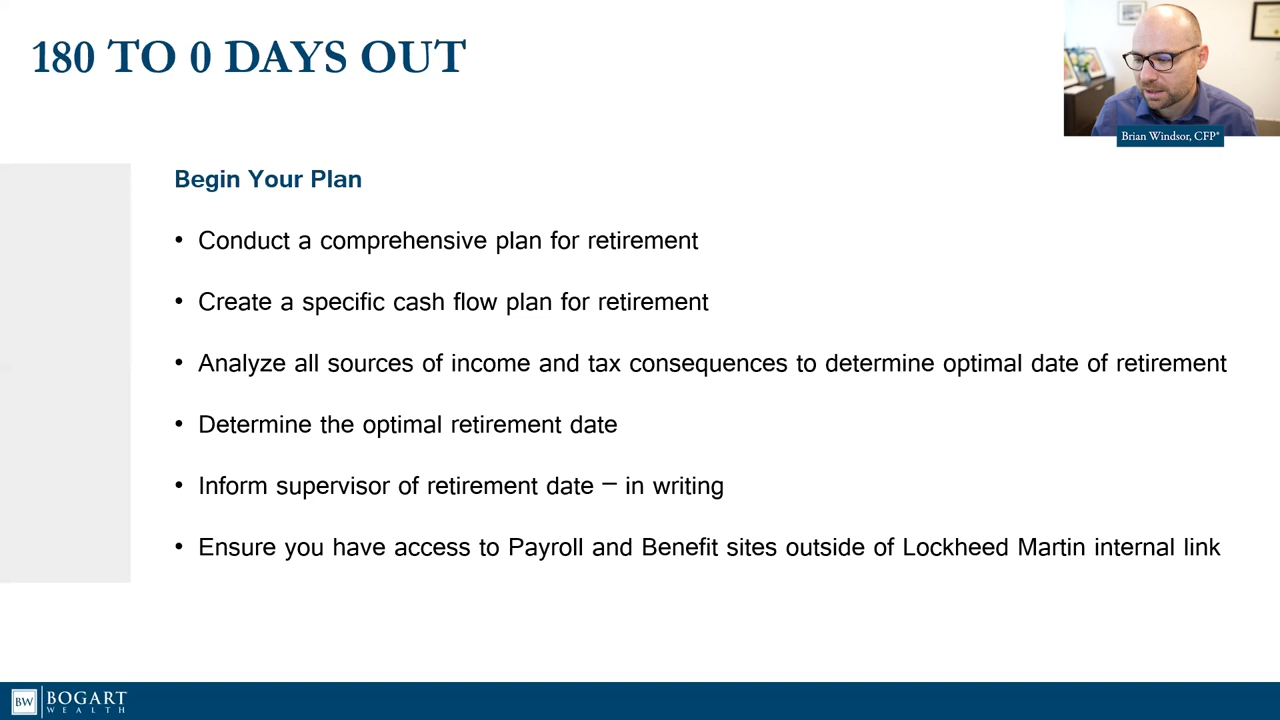 180 TO 0 DAYS OUT
Brian Windsor, CFP®
Begin Your Plan
• Conduct a comprehensive plan for retirement
• Create a specific cash flow plan for retirement
• Analyze all sources of income and tax consequences to determine optimal date of retirement
• Determine the optimal retirement date
• Inform supervisor of retirement date – in writing
• Ensure you have access to Payroll and Benefit sites outside of Lockheed Martin internal link
BW
BOGART
WEALTH